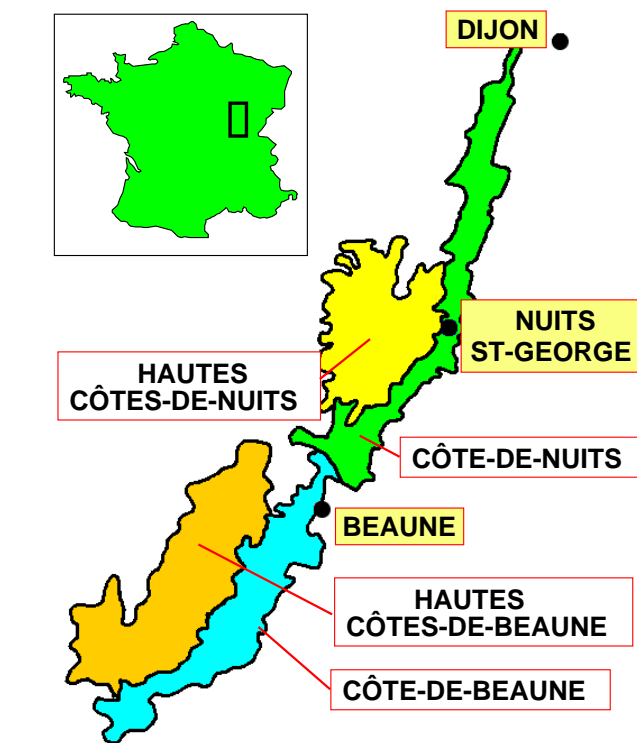 DIJON
NUITS
ST-GEORGE
HAUTES
CÔTES-DE-NUITS
CÔTE-DE-NUITS
BEAUNE
HAUTES
CÔTES-DE-BEAUNE
CÔTE-DE-BEAUNE